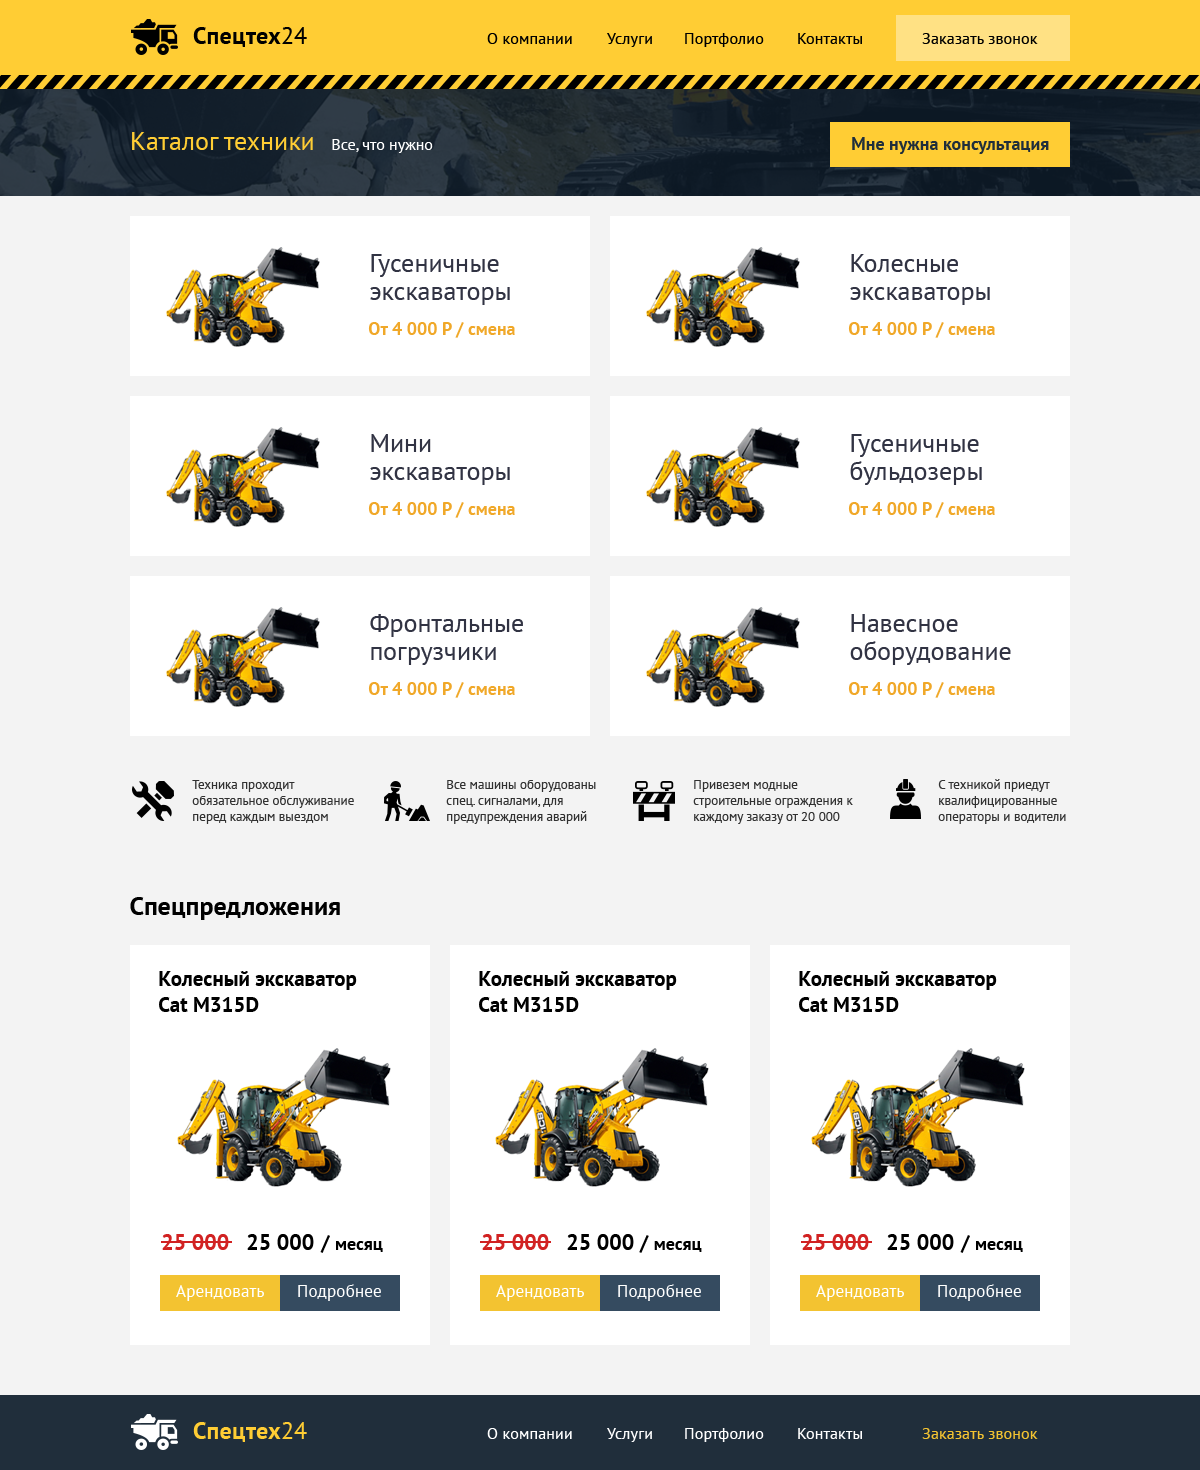 Спецтех24
О компании Услуги Портфолио Контакты Заказать звонок
Каталог техники Все, что нужно Мне нужна консультация
Гусеничные
экскаваторы
От 4 000 Р / смена
Колесные
экскаваторы
От 4 000 Р / смена
Мини
экскаваторы
От 4 000 Р / смена
Гусеничные
бульдозеры
От 4 000 Р / смена
Фронтальные
погрузчики
От 4 000 Р / смена
Навесное
оборудование
От 4 000 Р / смена
Техника проходит
обязательное обслуживание
перед каждым выездом
Все машины оборудованы
спец. сигналами, для
предупреждения аварий
Привезем модные
строительные ограждения к
каждому заказу от 20 000
С техникой приедут
квалифицированные
операторы и водители
Спецпредложения
Колесный экскаватор
Cat M315D
JCB
25 000 25 000 / месяц
Арендовать Подробнее
Колесный экскаватор
Cat M315D
JCB
25 000 25 000 / месяц
Арендовать Подробнее
Колесный экскаватор
Cat M315D
JCB
25 000 25 000 / месяц
Арендовать Подробнее
Спецтех24
О компании Услуги Портфолио Контакты Заказать звонок